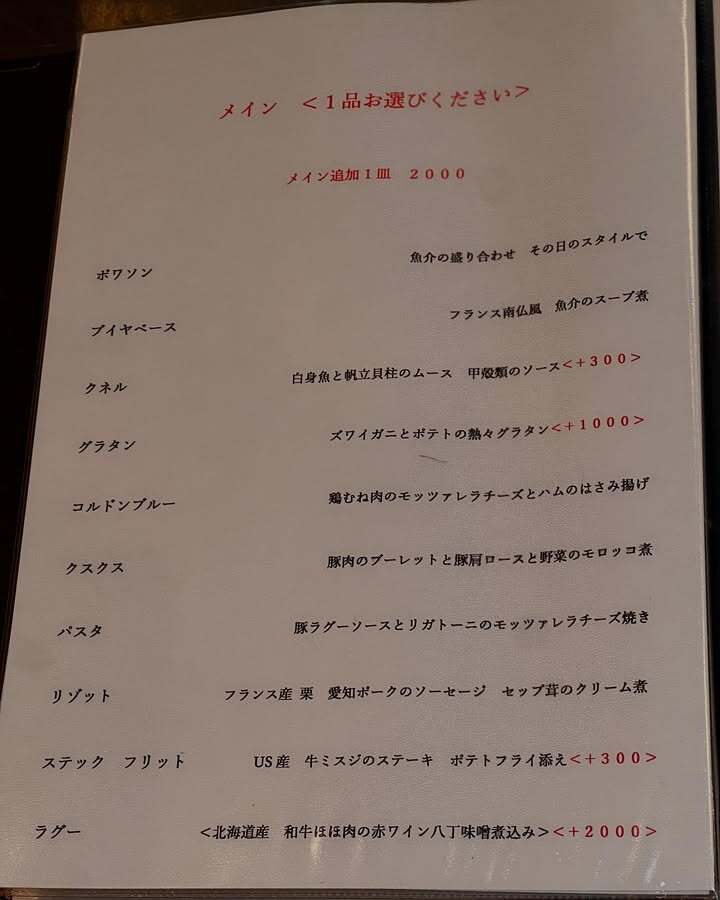 メイン　<１品お選びください>
メイン追加１皿　２０００
ポワソン　魚介の盛り合わせ　その日のスタイルで
ブイヤベース　フランス南仏風　魚介のスープ煮
クネル　白身魚と帆立貝柱のムース　甲殻類のソース<＋３００>
グラタン　ズワイガニとポテトの熱々グラタン<＋１０００>
コルドンブルー　鶏むね肉のモッツァレラチーズとハムのはさみ揚げ
クスクス　豚肉のブーレットと豚肩ロースと野菜のモロッコ煮
パスタ　豚ラグーソースとリガトーニのモッツァレラチーズ焼き
リゾット　フランス産 栗　愛知ポークのソーセージ　セップ茸のクリーム煮
ステック　フリット　US産　牛ミスジのステーキ　ポテトフライ添え<＋３００>
ラグー　<北海道産　和牛ほほ肉の赤ワイン八丁味噌煮込み><＋２０００>